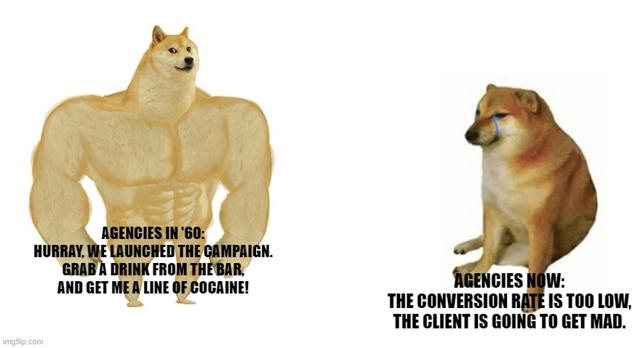 AGENCIES IN '60:
HURRAY, WE LAUNCHED THE CAMPAIGN.
GRAB A DRINK FROM THE BAR,
AND GET ME A LINE OF COCAINE!
AGENCIES NOW:
THE CONVERSION RATE IS TOO LOW,
THE CLIENT IS GOING TO GET MAD.
imgflip.com